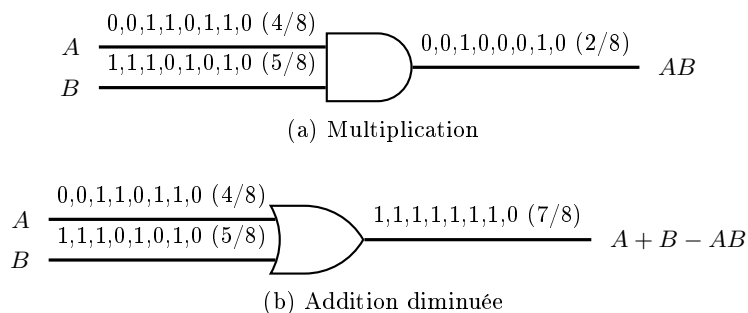 0,0,1,1,0,1,1,0 (4/8)
A
1,1,1,0,1,0,1,0 (5/8)
0,0,1,0,0,0,1,0 (2/8)
AB
B
(a) Multiplication
0,0,1,1,0,1,1,0 (4/8)
A
1,1,1,0,1,0,1,0 (5/8)
1,1,1,1,1,1,1,0 (7/8)
A + B − AB
B
(b) Addition diminuée